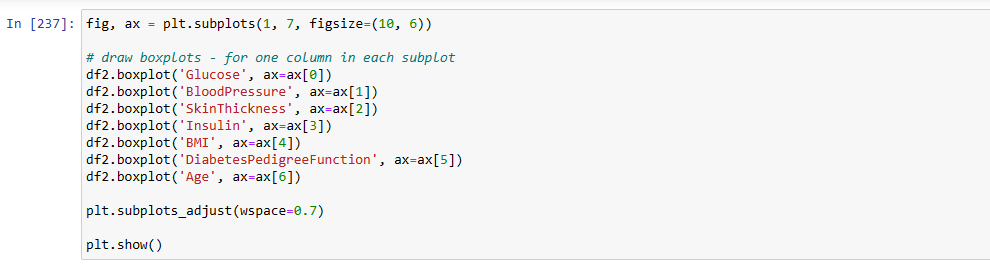 In [237]: fig, ax = plt.subplots(1, 7, figsize=(10, 6))
# draw boxplots - for one column in each subplot
df2.boxplot('Glucose', ax=ax[0])
df2.boxplot('BloodPressure', ax=ax[1])
df2.boxplot('SkinThickness', ax=ax[2])
df2.boxplot('Insulin', ax=ax[3])
df2.boxplot('BMI', ax=ax[4])
df2.boxplot('DiabetesPedigreeFunction', ax=ax[5])
df2.boxplot('Age', ax=ax[6])
plt.subplots_adjust(wspace=0.7)
plt.show()